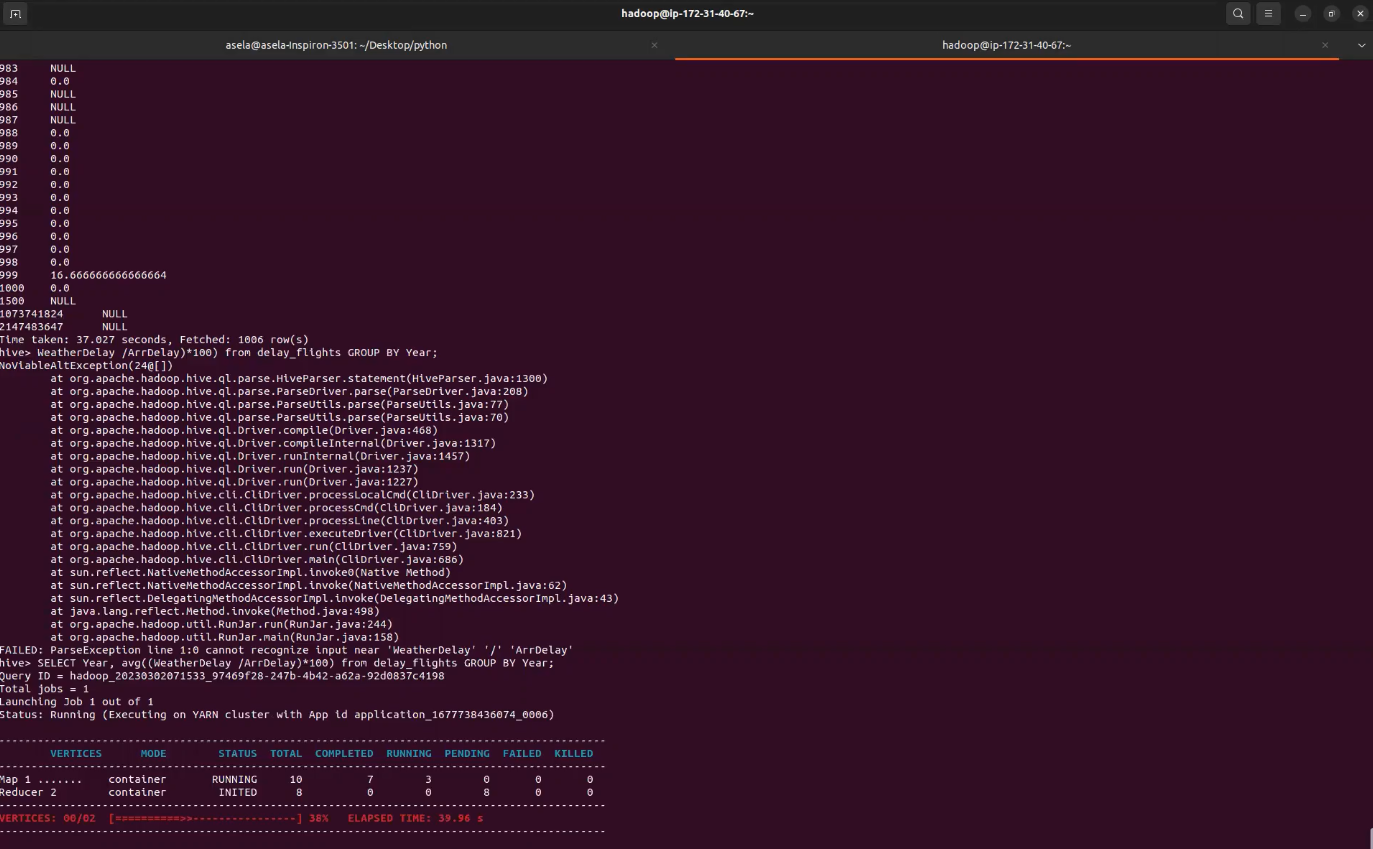 hadoop@ip-172-31-40-67:~
asela@asela-Inspiron-3501: ~/Desktop/python
hadoop@ip-172-31-40-67:~
983 NULL
984 0.0
985 NULL
986 NULL
987 NULL
988 0.0
989 0.0
990 0.0
991 0.0
992 0.0
993 0.0
994 0.0
995 0.0
996 0.0
997 0.0
998 0.0
999 16.666666666666664
1000 0.0
1500 NULL
1073741824 NULL
2147483647 NULL
Time taken: 37.027 seconds, Fetched: 1006 row(s)
hive> WeatherDelay /ArrDelay)*100) from delay_flights GROUP BY Year;
NoViableAltException(24@[])
at org.apache.hadoop.hive.ql.parse.HiveParser.statement(HiveParser.java:1300)
at org.apache.hadoop.hive.ql.parse.ParseDriver.parse(ParseDriver.java:208)
at org.apache.hadoop.hive.ql.parse.ParseUtils.parse(ParseUtils.java:77)
at org.apache.hadoop.hive.ql.parse.ParseUtils.parse(ParseUtils.java:70)
at org.apache.hadoop.hive.ql.Driver.compile(Driver.java:468)
at org.apache.hadoop.hive.ql.Driver.compileInternal(Driver.java:1317)
at org.apache.hadoop.hive.ql.Driver.runInternal(Driver.java:1457)
at org.apache.hadoop.hive.ql.Driver.run(Driver.java:1237)
at org.apache.hadoop.hive.ql.Driver.run(Driver.java:1227)
at org.apache.hadoop.hive.cli.CliDriver.processLocalCmd(CliDriver.java:233)
at org.apache.hadoop.hive.cli.CliDriver.processCmd(CliDriver.java:184)
at org.apache.hadoop.hive.cli.CliDriver.processLine(CliDriver.java:403)
at org.apache.hadoop.hive.cli.CliDriver.executeDriver(CliDriver.java:821)
at org.apache.hadoop.hive.cli.CliDriver.run(CliDriver.java:759)
at org.apache.hadoop.hive.cli.CliDriver.main(CliDriver.java:686)
at sun.reflect.NativeMethodAccessorImpl.invoke0(Native Method)
at sun.reflect.NativeMethodAccessorImpl.invoke(NativeMethodAccessorImpl.java:62)
at sun.reflect.DelegatingMethodAccessorImpl.invoke(DelegatingMethodAccessorImpl.java:43)
at java.lang.reflect.Method.invoke(Method.java:498)
at org.apache.hadoop.util.RunJar.run(RunJar.java:244)
at org.apache.hadoop.util.RunJar.main(RunJar.java:158)
FAILED: ParseException line 1:0 cannot recognize input near 'WeatherDelay' '/' 'ArrDelay'
hive> SELECT Year, avg((WeatherDelay /ArrDelay)*100) from delay_flights GROUP BY Year;
Query ID = hadoop_20230302071533_97469f28-247b-4b42-a62a-92d0837c4198
Total jobs = 1
Launching Job 1 out of 1
Status: Running (Executing on YARN cluster with App id application_1677738436074_0006)
----------------------------------------------------------------------------------------------
VERTICES MODE STATUS TOTAL COMPLETED RUNNING PENDING FAILED KILLED
----------------------------------------------------------------------------------------------
Map 1 ....... container RUNNING 10 7 3 0 0 0
Reducer 2 container INITED 8 0 0 8 0 0
----------------------------------------------------------------------------------------------
VERTICES: 00/02 [==========>>----------------] 38% ELAPSED TIME: 39.96 s
----------------------------------------------------------------------------------------------